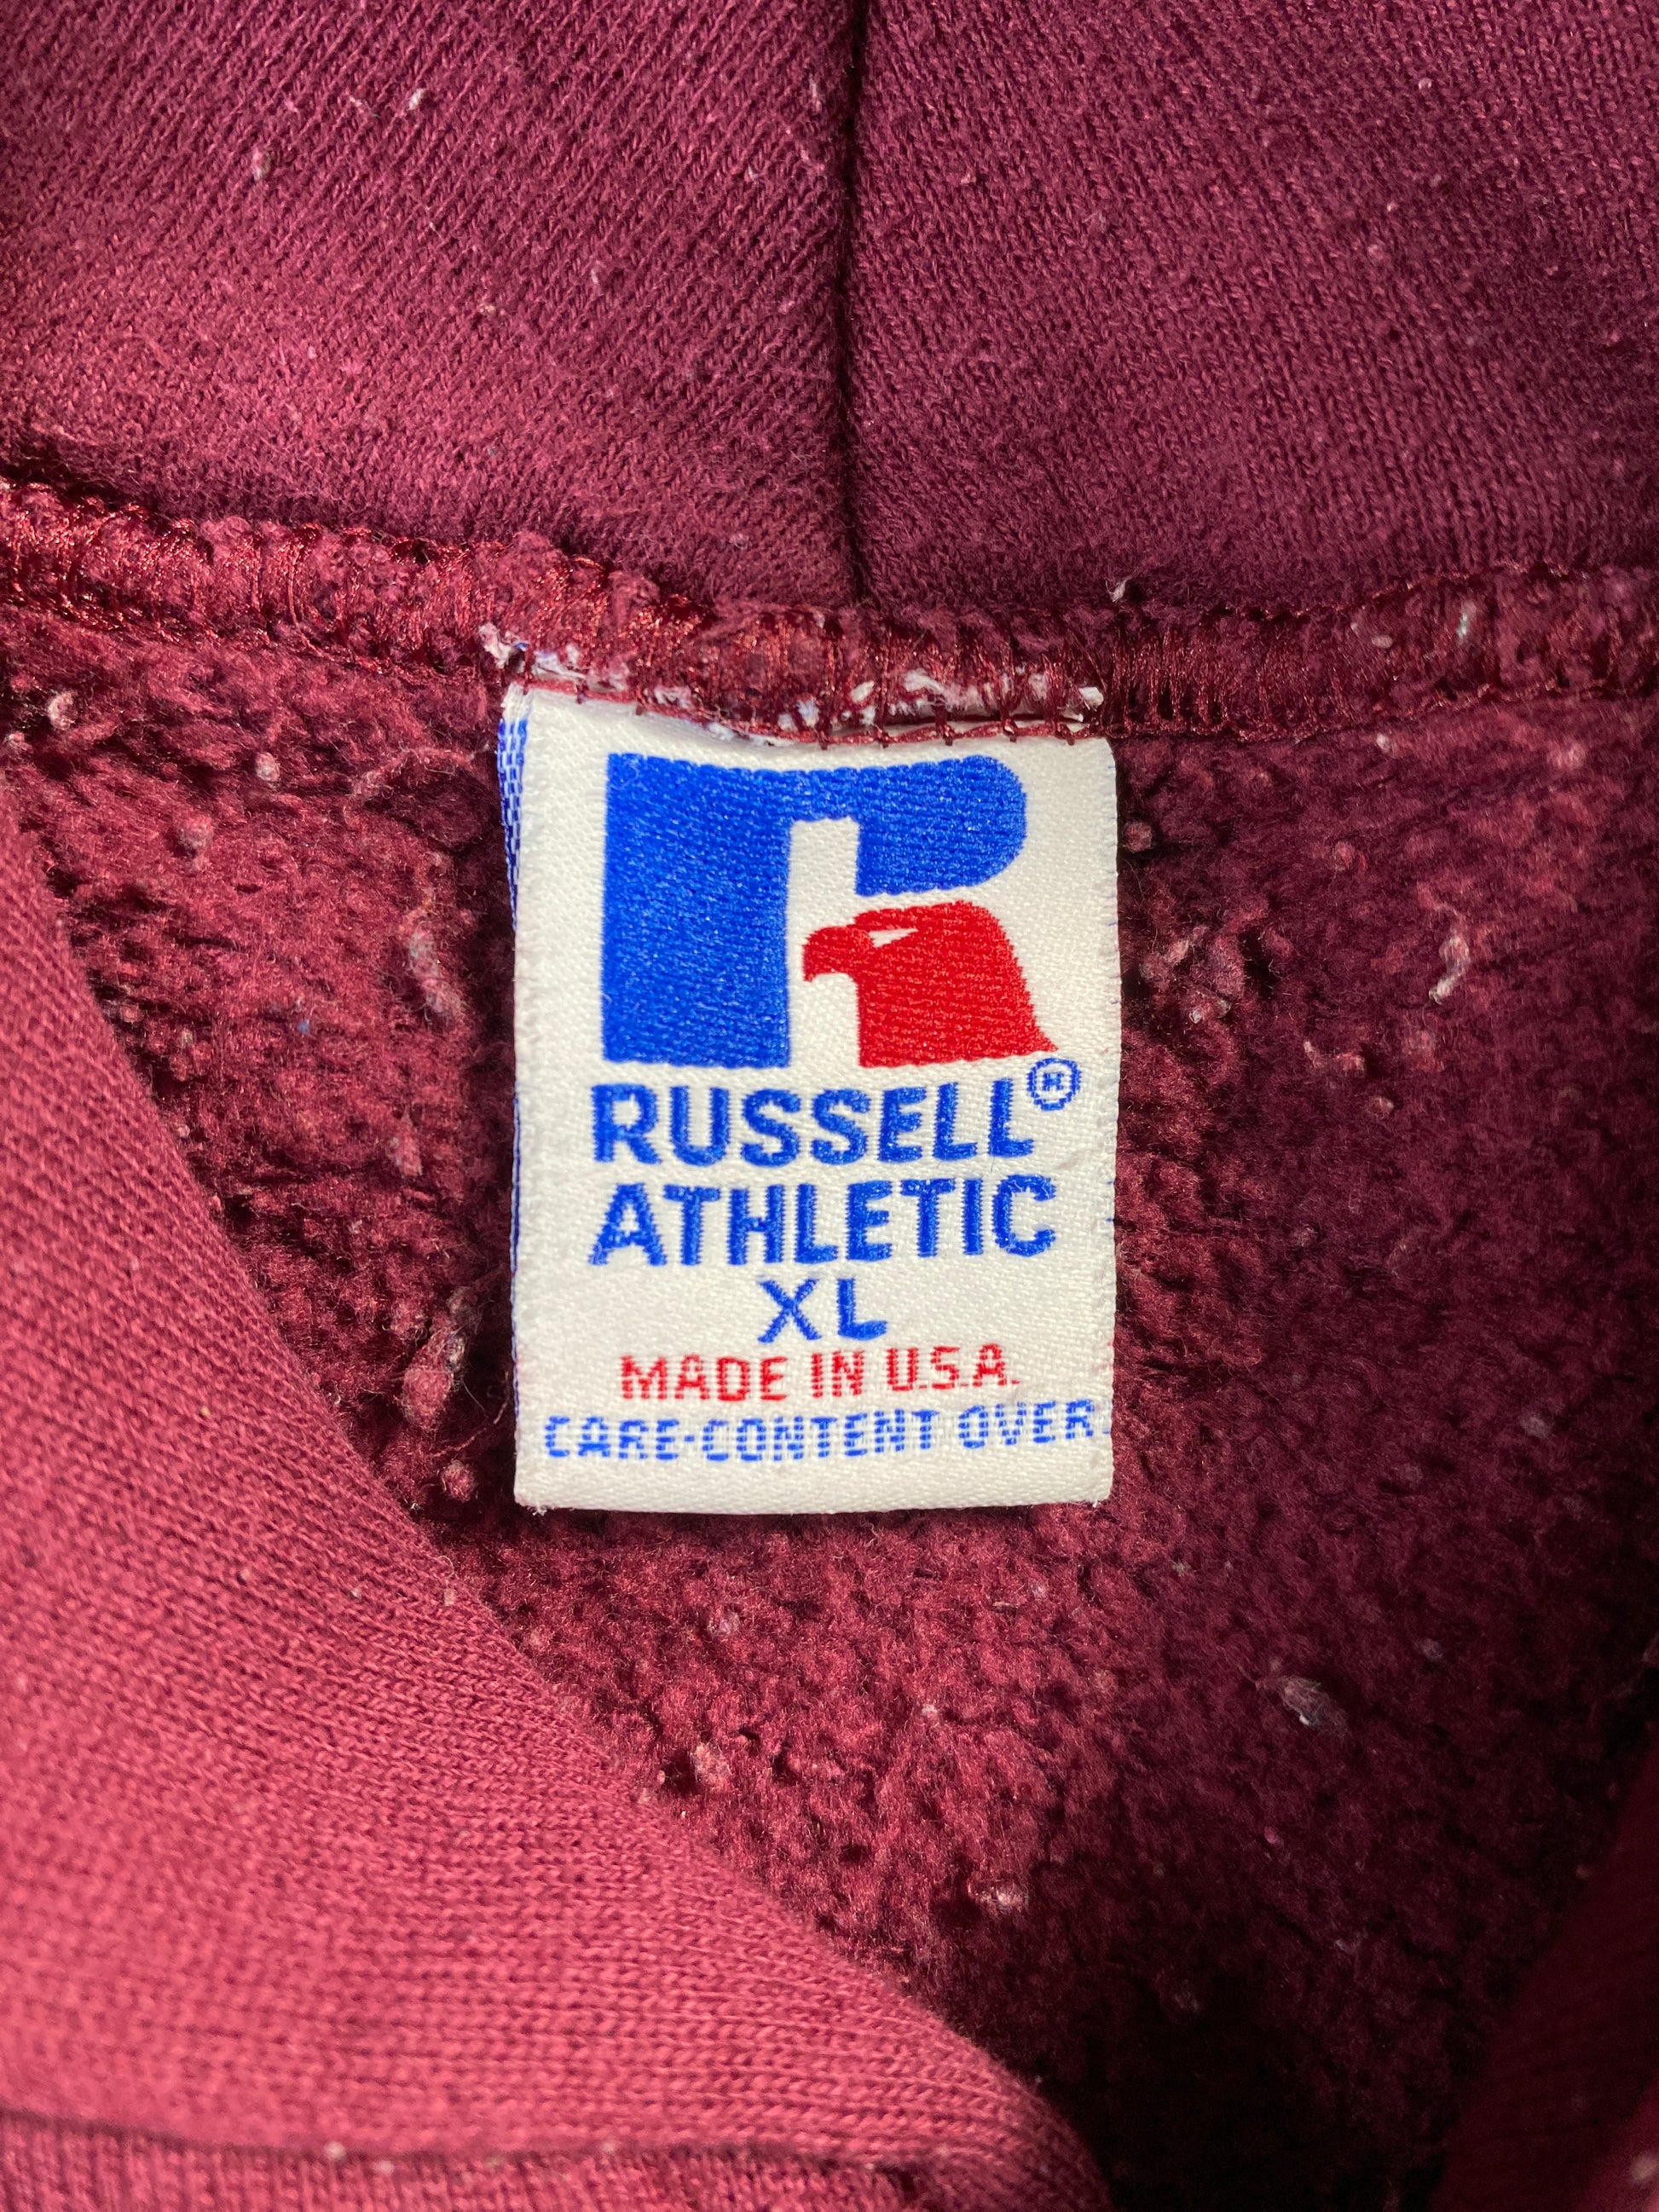 R
RUSSELL®
ATHLETIC
XL
MADE IN U.S.A.
CARE·CONTENT OVER